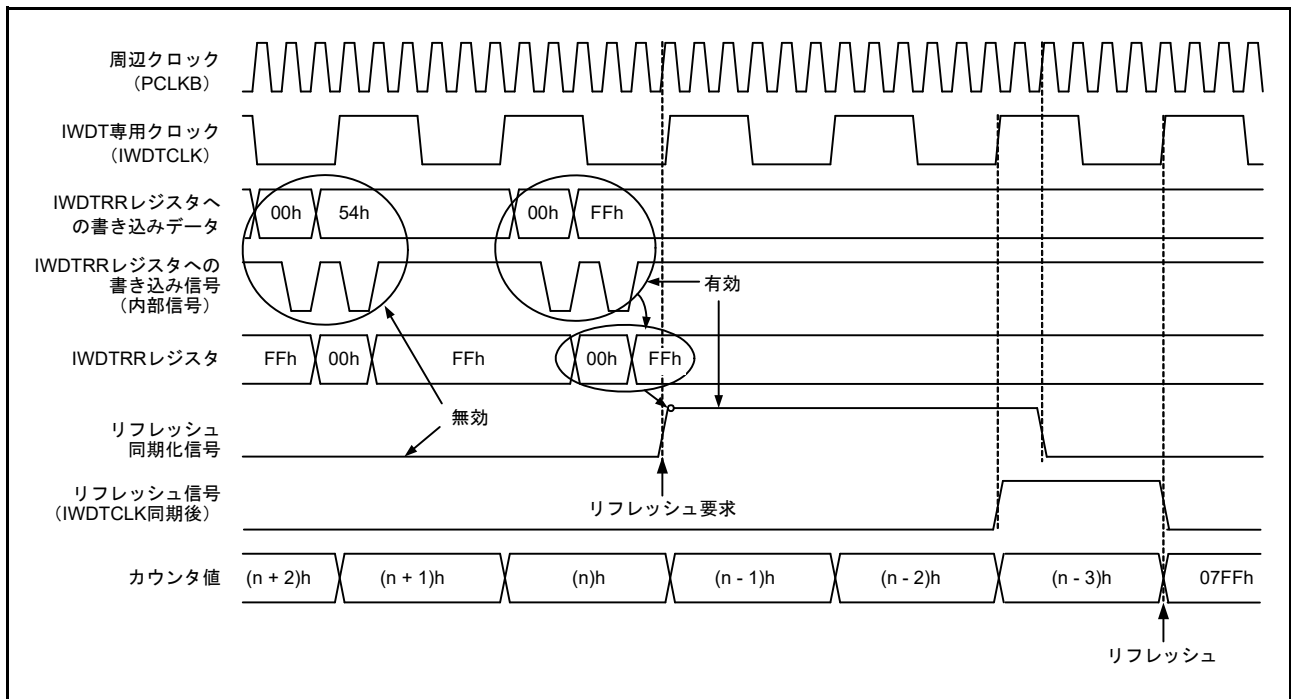 周辺クロック
(PCLKB)
IWDT専用クロック
(IWDTCLK)
IWDTRRレジスタへ
の書き込みデータ
00h 54h 00h FFh
IWDTRRレジスタへの
書き込み信号
(内部信号)
有効
IWDTRRレジスタ
FFh 00h FFh 00h FFh
無効
リフレッシュ
同期化信号
リフレッシュ要求
リフレッシュ信号
(IWDTCLK同期後)
カウンタ値
(n + 2)h (n + 1)h (n)h (n - 1)h (n - 2)h (n - 3)h 07FFh
リフレッシュ